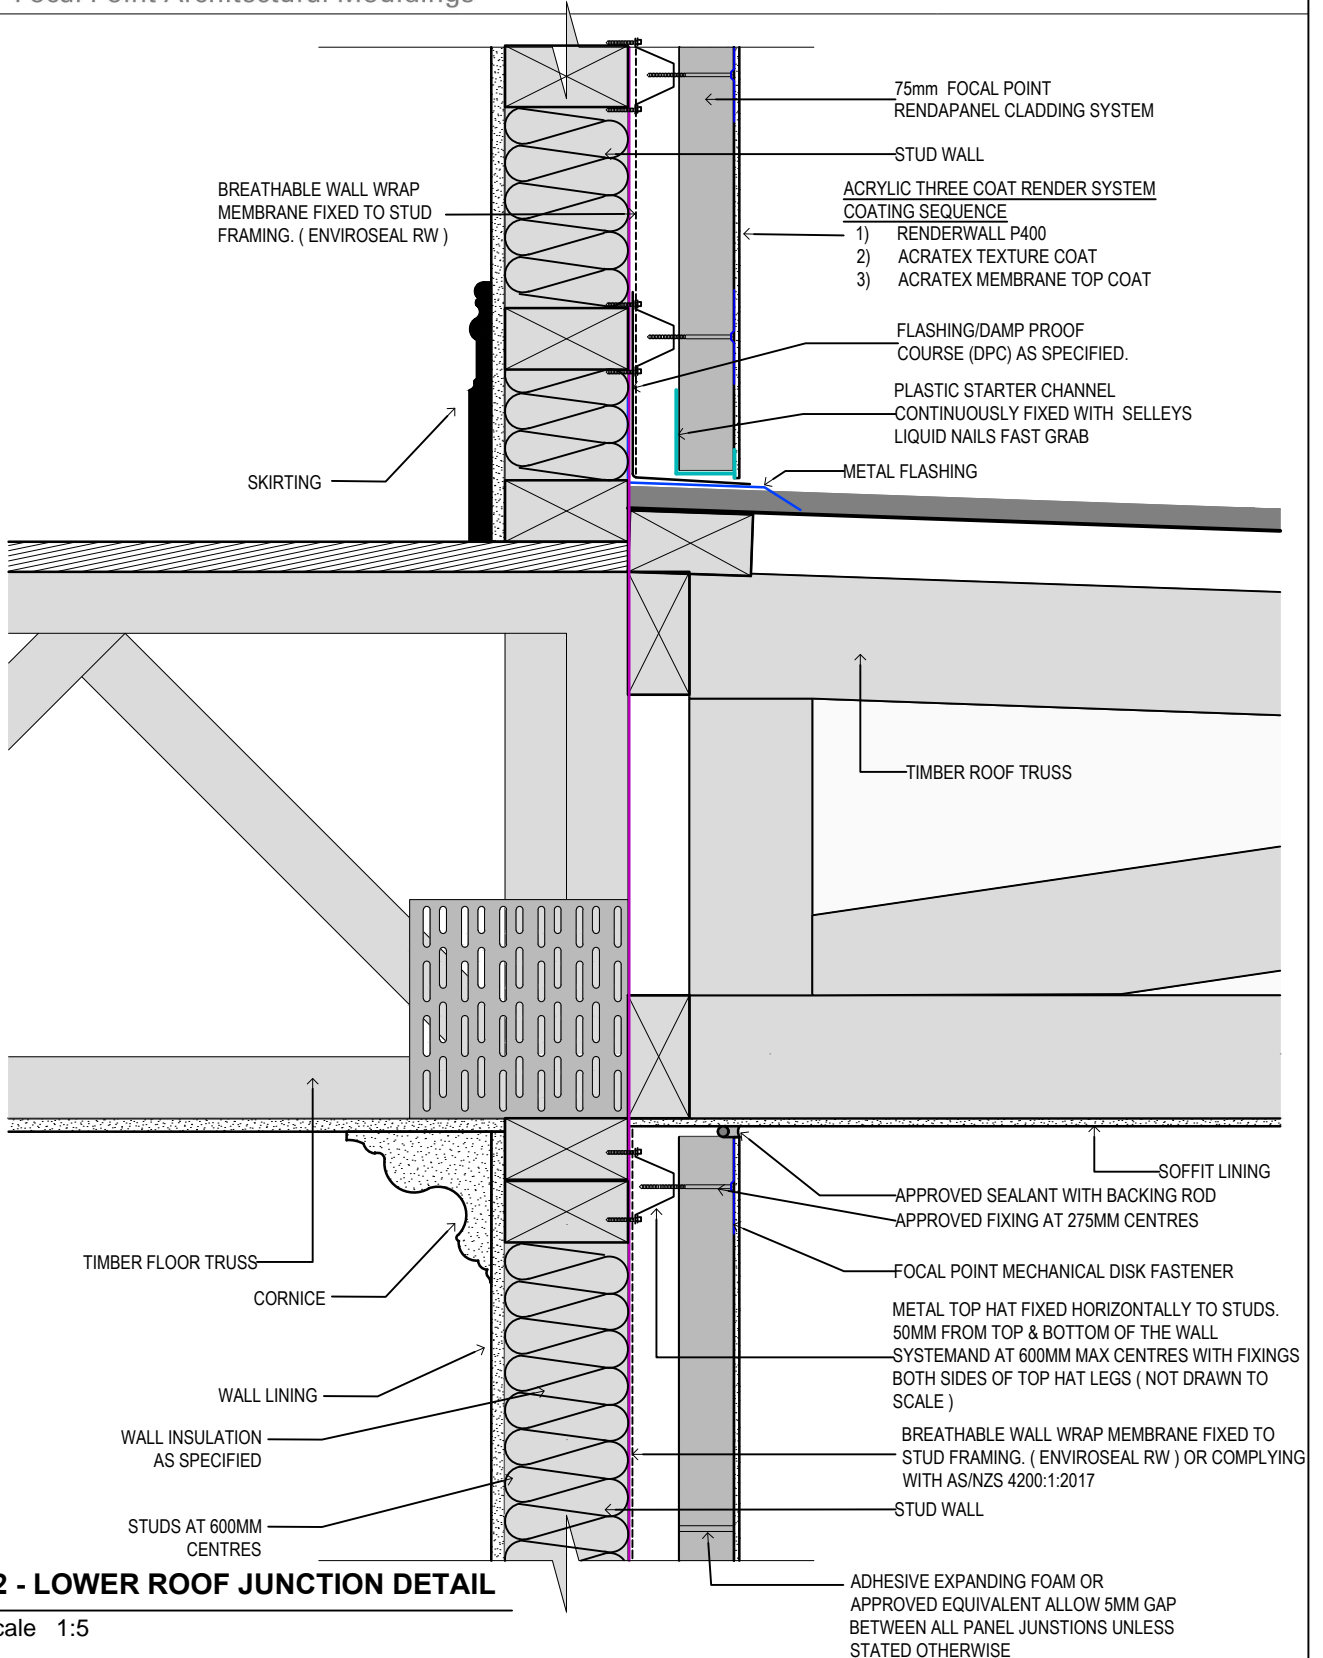 Focal Point Architectural Mouldings
75mm FOCAL POINT
RENDAPANEL CLADDING SYSTEM
STUD WALL
BREATHABLE WALL WRAP
MEMBRANE FIXED TO STUD
FRAMING. ( ENVIROSEAL RW )
ACRYLIC THREE COAT RENDER SYSTEM
COATING SEQUENCE
1) RENDERWALL P400
2) ACRATEX TEXTURE COAT
3) ACRATEX MEMBRANE TOP COAT
FLASHING/DAMP PROOF
COURSE (DPC) AS SPECIFIED.
PLASTIC STARTER CHANNEL
CONTINUOUSLY FIXED WITH SELLEYS
LIQUID NAILS FAST GRAB
METAL FLASHING
SKIRTING
TIMBER ROOF TRUSS
SOFFIT LINING
APPROVED SEALANT WITH BACKING ROD
APPROVED FIXING AT 275MM CENTRES
TIMBER FLOOR TRUSS
FOCAL POINT MECHANICAL DISK FASTENER
CORNICE
METAL TOP HAT FIXED HORIZONTALLY TO STUDS.
50MM FROM TOP & BOTTOM OF THE WALL
SYSTEMAND AT 600MM MAX CENTRES WITH FIXINGS
BOTH SIDES OF TOP HAT LEGS ( NOT DRAWN TO
SCALE )
WALL LINING
WALL INSULATION
AS SPECIFIED
BREATHABLE WALL WRAP MEMBRANE FIXED TO
STUD FRAMING. ( ENVIROSEAL RW ) OR COMPLYING
WITH AS/NZS 4200:1:2017
STUD WALL
STUDS AT 600MM
CENTRES
ADHESIVE EXPANDING FOAM OR
APPROVED EQUIVALENT ALLOW 5MM GAP
BETWEEN ALL PANEL JUNSTIONS UNLESS
STATED OTHERWISE
2 - LOWER ROOF JUNCTION DETAIL
cale 1:5